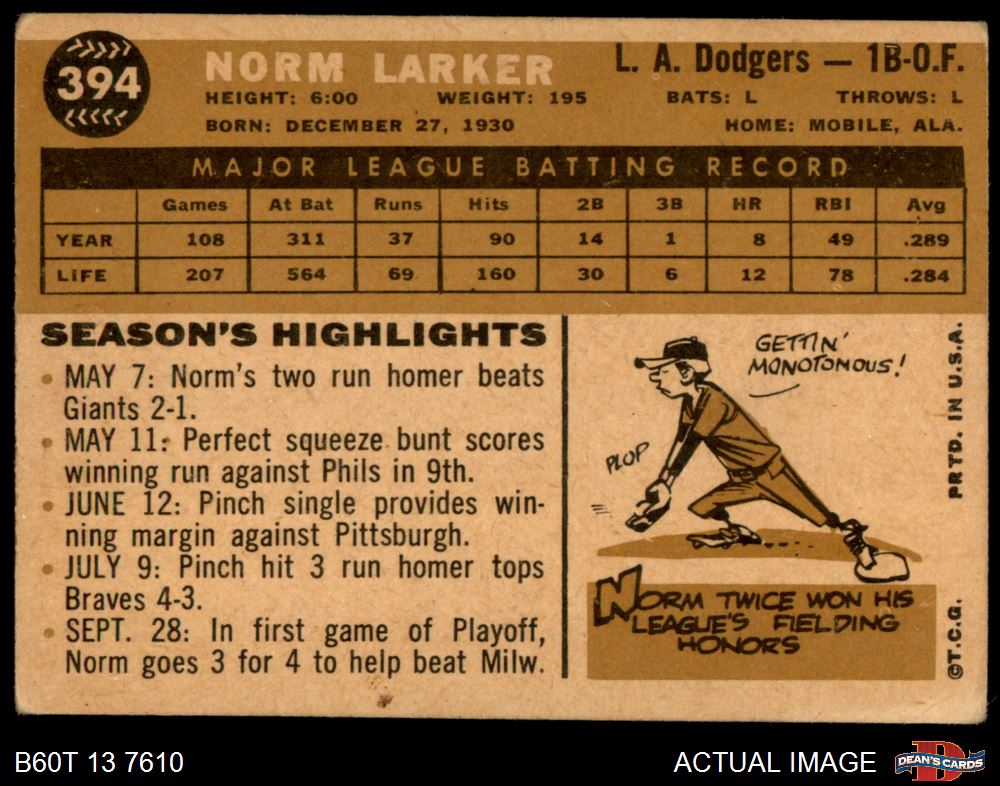 394
NORM LARKER
L. A. Dodgers — 1B-O.F.
HEIGHT: 6:00 WEIGHT: 195 BATS: L THROWS: L
BORN: DECEMBER 27, 1930 HOME: MOBILE, ALA.
MAJOR LEAGUE BATTING RECORD
Games At Bat Runs Hits 2B 3B HR RBI Avg
YEAR 108 311 37 90 14 1 8 49 .289
LIFE 207 564 69 160 30 6 12 78 .284
SEASON'S HIGHLIGHTS
• MAY 7: Norm's two run homer beats
Giants 2-1.
• MAY 11: Perfect squeeze bunt scores
winning run against Phils in 9th.
• JUNE 12: Pinch single provides win-
ning margin against Pittsburgh.
• JULY 9: Pinch hit 3 run homer tops
Braves 4-3.
• SEPT. 28: In first game of Playoff,
Norm goes 3 for 4 to help beat Milw.
GETTIN'
MONOTONOUS!
PLOP
NORM TWICE WON HIS
LEAGUE'S FIELDING
HONORS
©T.C.G. PRTD. IN U.S.A.
B60T 13 7610
ACTUAL IMAGE
D
DEAN'S CARDS